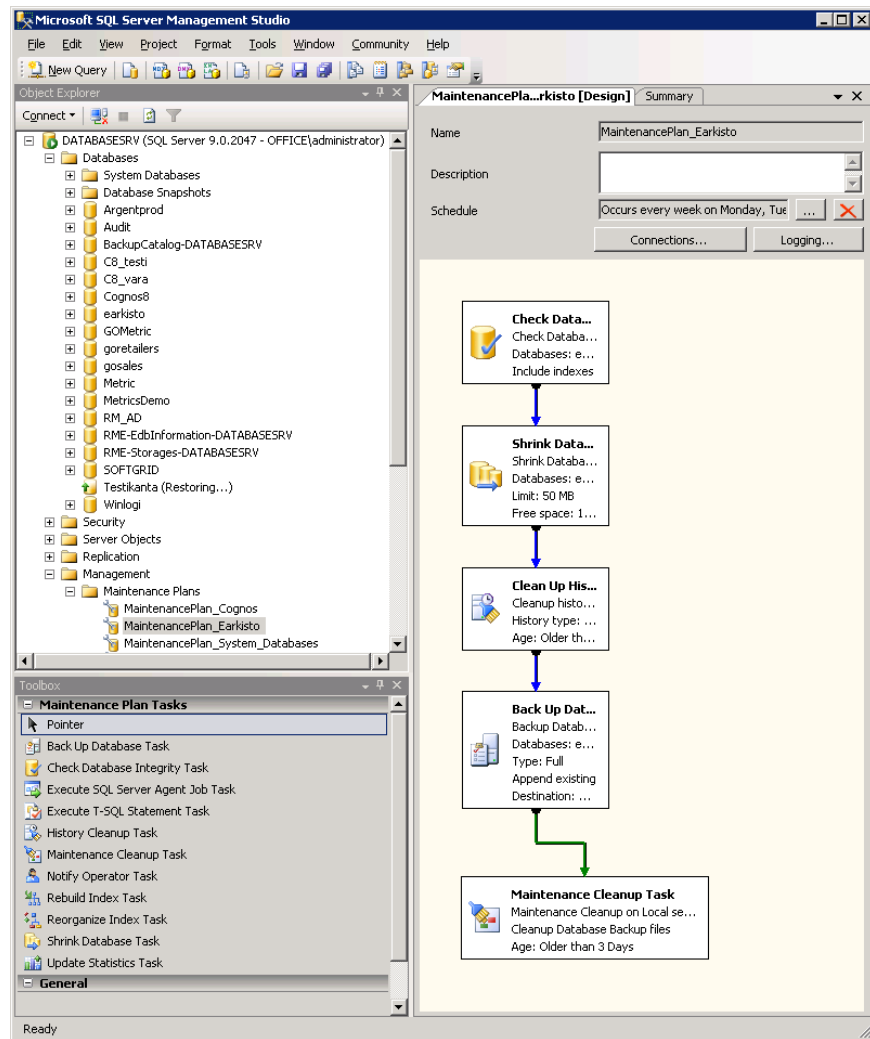 Microsoft SQL Server Management Studio
File Edit View Project Format Tools Window Community Help
New Query
Object Explorer
Connect
DATABASESRV (SQL Server 9.0.2047 - OFFICE\administrator)
Databases
System Databases
Database Snapshots
Argentprod
Audit
BackupCatalog-DATABASESRV
C8_testi
C8_vara
Cognos8
earkisto
GOMetric
goretailers
gosales
Metric
MetricsDemo
RM_AD
RME-EdbInformation-DATABASESRV
RME-Storages-DATABASESRV
SOFTGRID
Testikanta (Restoring...)
Winlogi
Security
Server Objects
Replication
Management
Maintenance Plans
MaintenancePlan_Cognos
MaintenancePlan_Earkisto
MaintenancePlan_System_Databases
Toolbox
Maintenance Plan Tasks
Pointer
Back Up Database Task
Check Database Integrity Task
Execute SQL Server Agent Job Task
Execute T-SQL Statement Task
History Cleanup Task
Maintenance Cleanup Task
Notify Operator Task
Rebuild Index Task
Reorganize Index Task
Shrink Database Task
Update Statistics Task
General
MaintenancePla...rkisto [Design] Summary
Name MaintenancePlan_Earkisto
Description
Schedule Occurs every week on Monday, Tue ...
Connections... Logging...
Check Data...
Check Databa...
Databases: e...
Include indexes
Shrink Data...
Shrink Databa...
Databases: e...
Limit: 50 MB
Free space: 1...
Clean Up His...
Cleanup histo...
History type: ...
Age: Older th...
Back Up Dat...
Backup Datab...
Databases: e...
Type: Full
Append existing
Destination: ...
Maintenance Cleanup Task
Maintenance Cleanup on Local se...
Cleanup Database Backup files
Age: Older than 3 Days
Ready